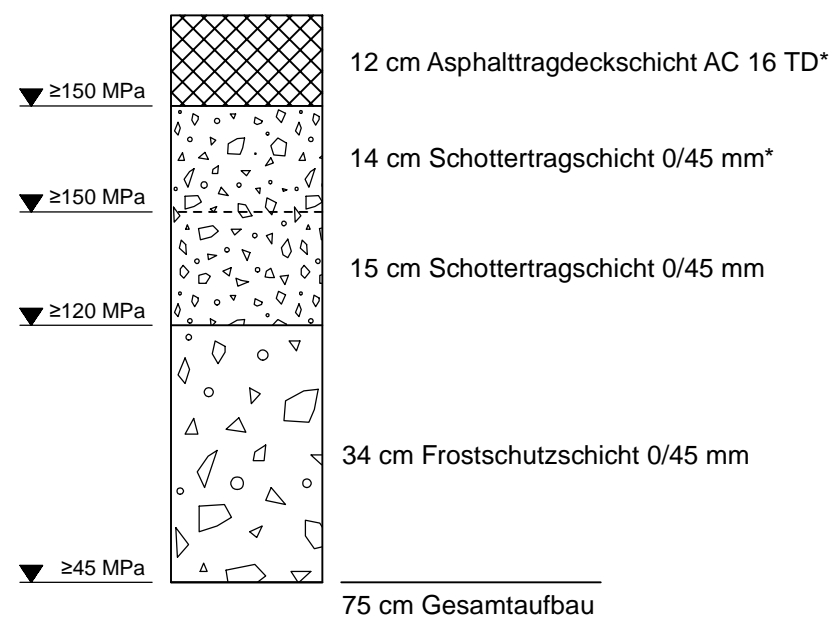 12 cm Asphalttragdeckschicht AC 16 TD*
≥150 MPa
14 cm Schottertragschicht 0/45 mm*
≥150 MPa
15 cm Schottertragschicht 0/45 mm
≥120 MPa
34 cm Frostschutzschicht 0/45 mm
≥45 MPa
75 cm Gesamtaufbau